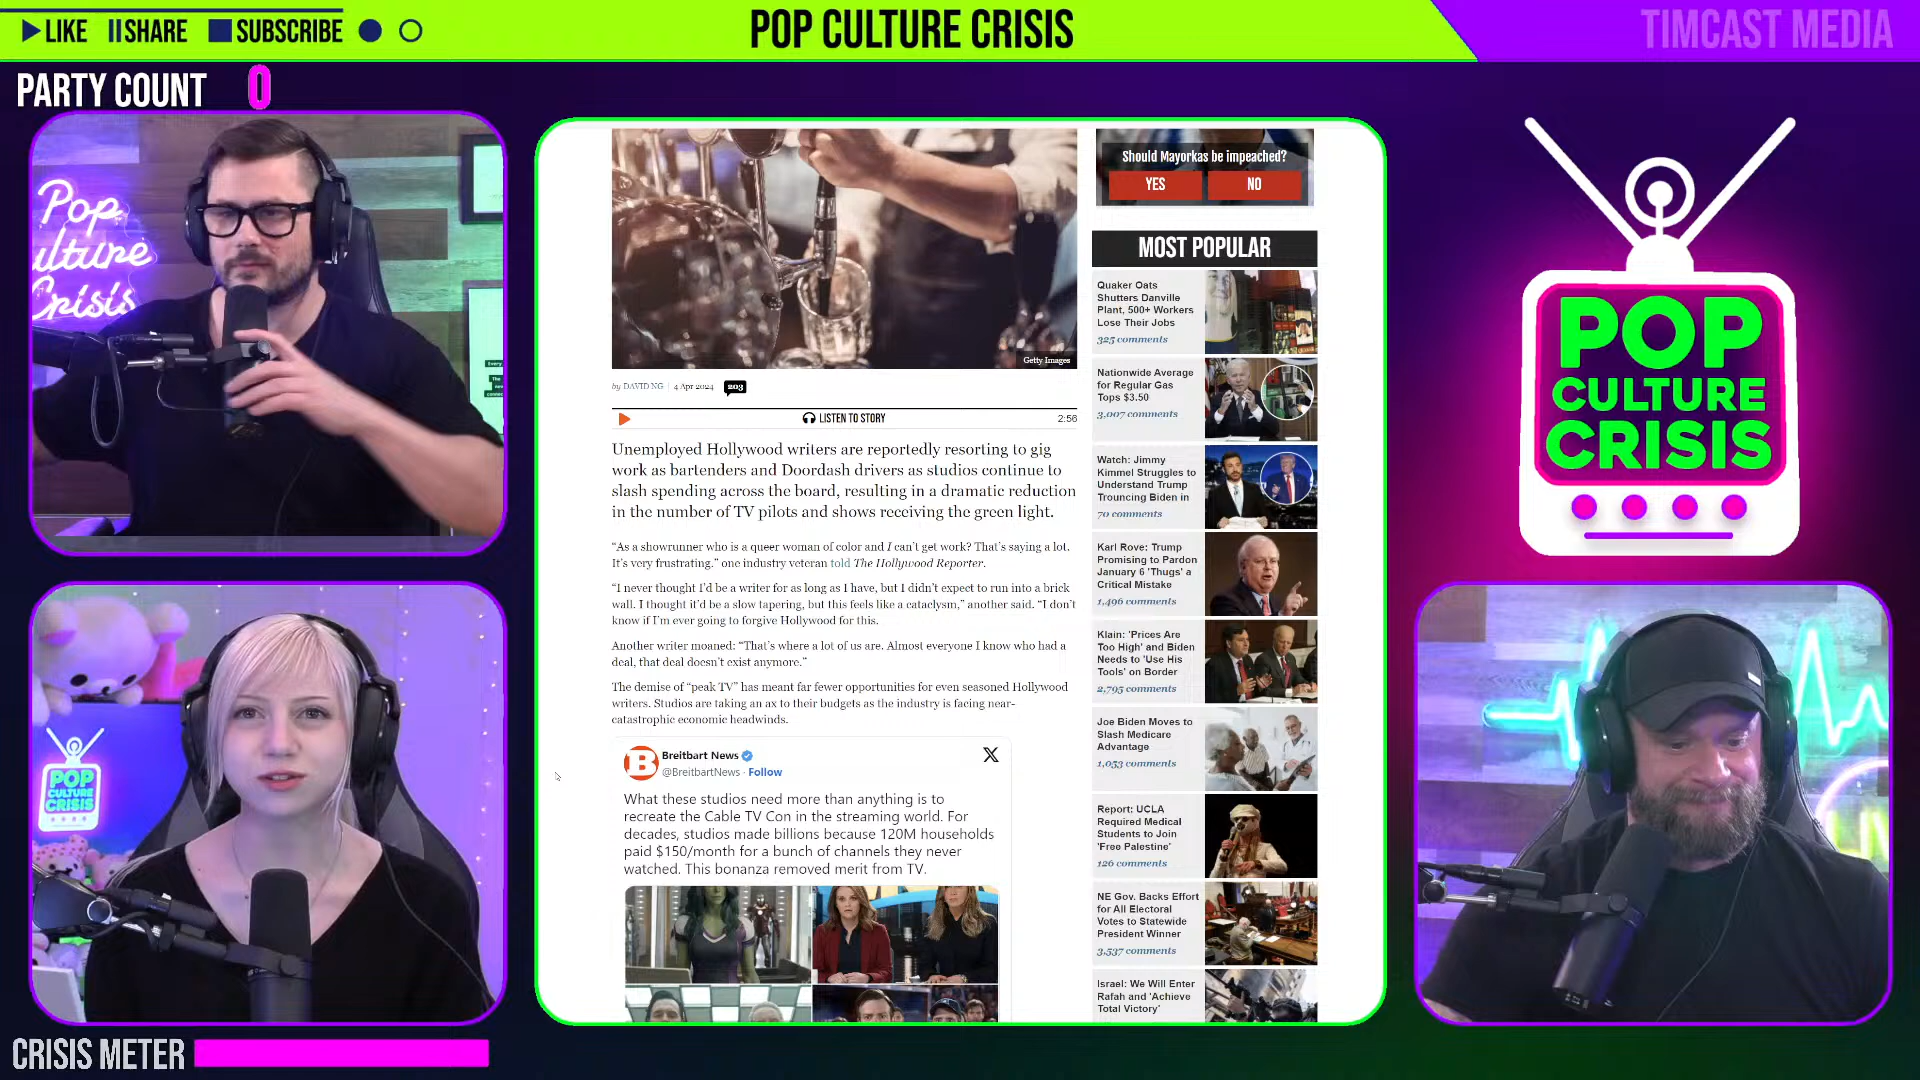 LIKE SHARE SUBSCRIBE
POP CULTURE CRISIS
TIMCAST MEDIA
PARTY COUNT 0
Pop
Culture
Crisis
Should Mayorkas be impeached?
YES NO
Getty Images
by DAVID NG | 4 Apr 2024 203
LISTEN TO STORY 2:56
Unemployed Hollywood writers are reportedly resorting to gig
work as bartenders and Doordash drivers as studios continue to
slash spending across the board, resulting in a dramatic reduction
in the number of TV pilots and shows receiving the green light.
“As a showrunner who is a queer woman of color and I can’t get work? That’s saying a lot.
It’s very frustrating,” one industry veteran told The Hollywood Reporter.
“I never thought I’d be a writer for as long as I have, but I didn’t expect to run into a brick
wall. I thought it’d be a slow tapering, but this feels like a cataclysm,” another said. “I don’t
know if I’m ever going to forgive Hollywood for this.
Another writer moaned: “That’s where a lot of us are. Almost everyone I know who had a
deal, that deal doesn’t exist anymore.”
The demise of “peak TV” has meant far fewer opportunities for even seasoned Hollywood
writers. Studios are taking an ax to their budgets as the industry is facing near-
catastrophic economic headwinds.
Breitbart News
@BreitbartNews · Follow
What these studios need more than anything is to
recreate the Cable TV Con in the streaming world. For
decades, studios made billions because 120M households
paid $150/month for a bunch of channels they never
watched. This bonanza removed merit from TV.
MOST POPULAR
Quaker Oats
Shutters Danville
Plant, 500+ Workers
Lose Their Jobs
325 comments
Nationwide Average
for Regular Gas
Tops $3.50
3,007 comments
Watch: Jimmy
Kimmel Struggles to
Understand Trump
Trouncing Biden in
70 comments
Karl Rove: Trump
Promising to Pardon
January 6 'Thugs' a
Critical Mistake
1,496 comments
Klain: 'Prices Are
Too High' and Biden
Needs to 'Use His
Tools' on Border
2,795 comments
Joe Biden Moves to
Slash Medicare
Advantage
1,053 comments
Report: UCLA
Required Medical
Students to Join
'Free Palestine'
126 comments
NE Gov. Backs Effort
for All Electoral
Votes to Statewide
President Winner
3,537 comments
Israel: We Will Enter
Rafah and 'Achieve
Total Victory'
POP
CULTURE
CRISIS
POP
CULTURE
CRISIS
CRISIS METER